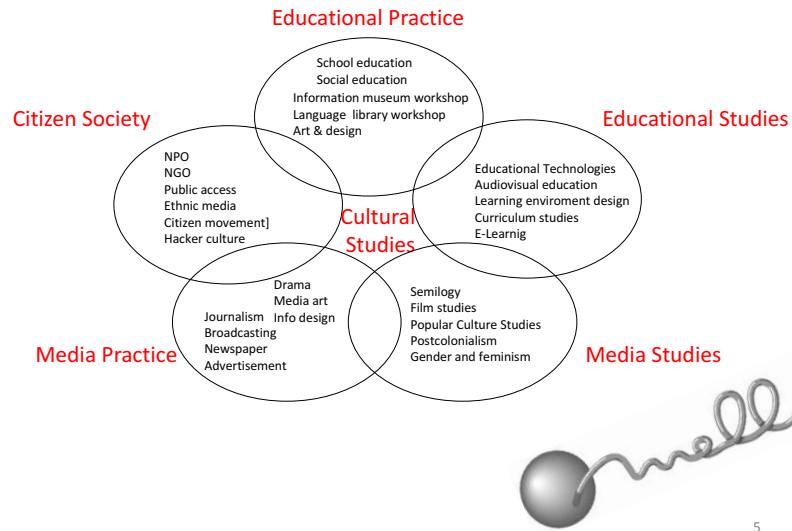 Educational Practice
School education
Social education
Information museum workshop
Language library workshop
Art & design
Citizen Society
Educational Studies
NPO
NGO
Public access
Ethnic media
Citizen movement]
Hacker culture
Educational Technologies
Audiovisual education
Learning enviroment design
Curriculum studies
E-Learnig
Cultural
Studies
Drama
Media art
Info design
Journalism
Broadcasting
Newspaper
Advertisement
Semilogy
Film studies
Popular Culture Studies
Postcolonialism
Gender and feminism
Media Practice
Media Studies
mell
5